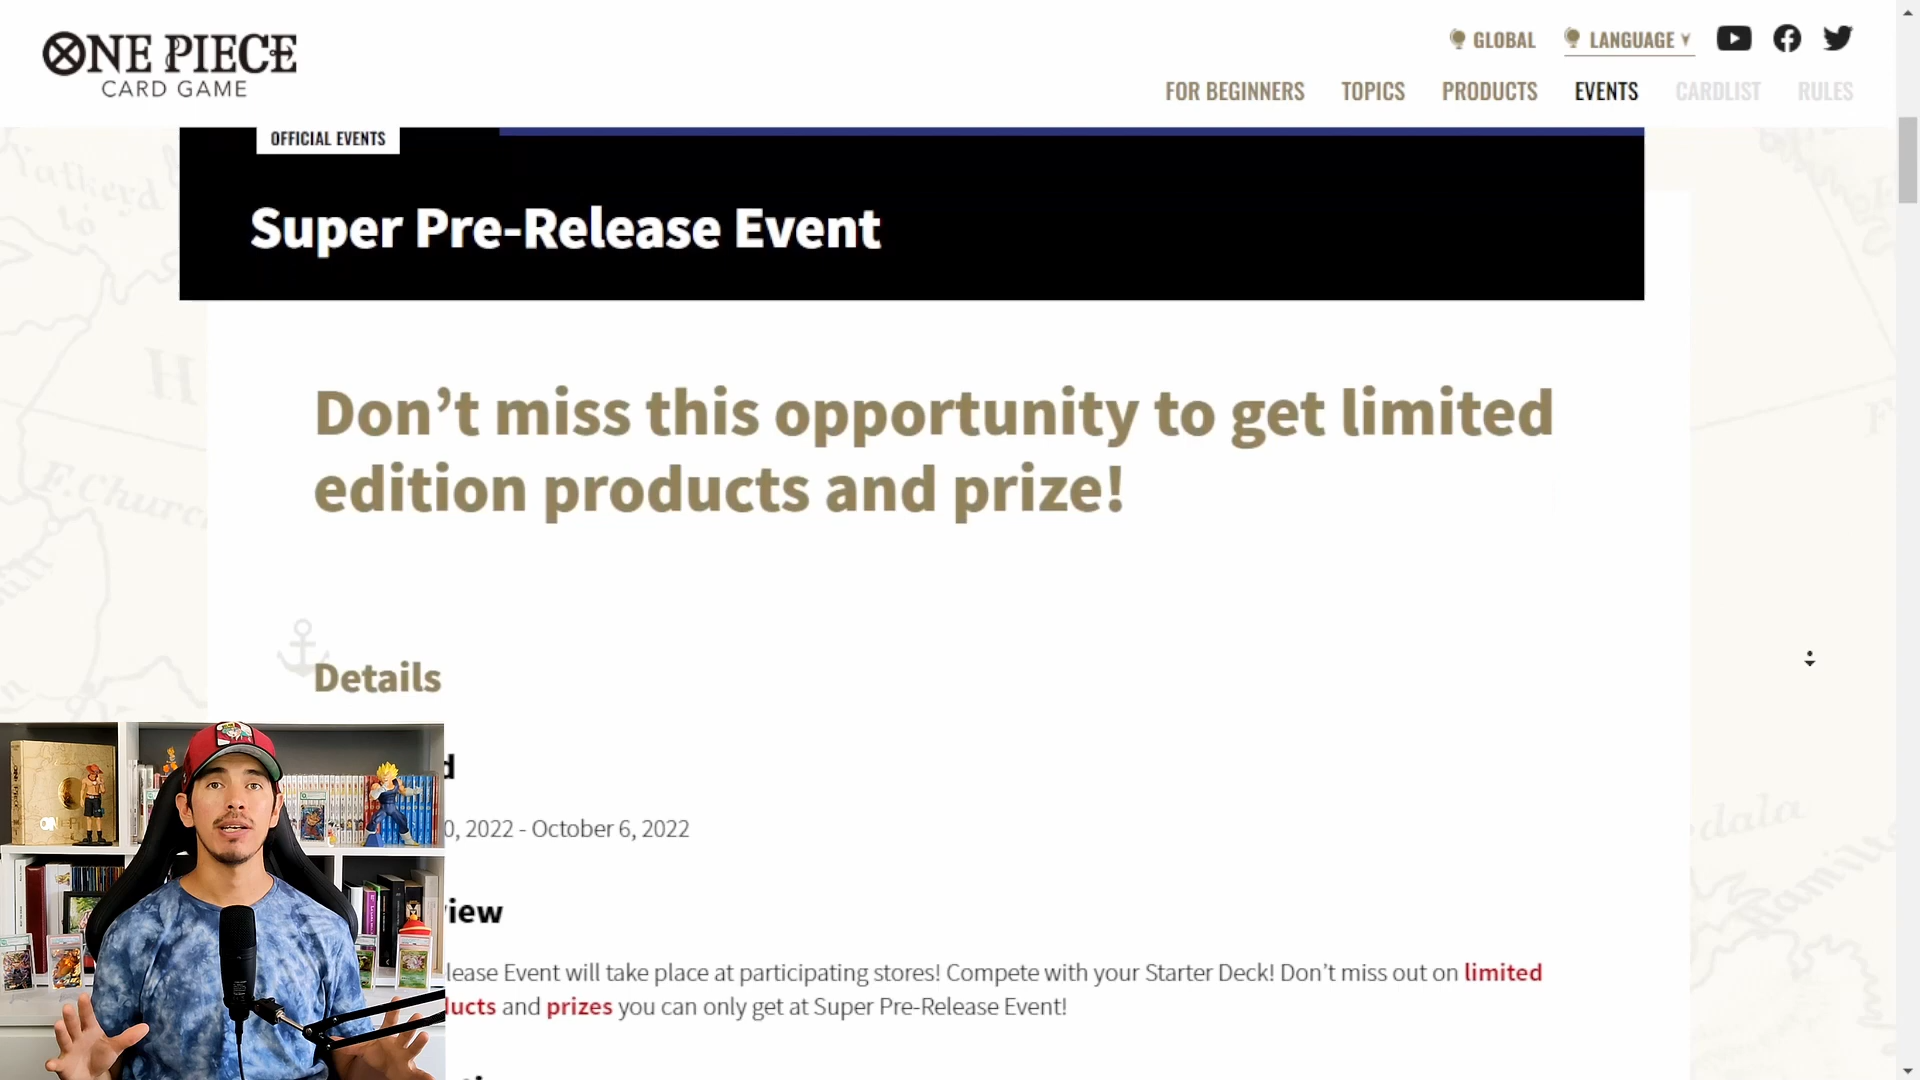 ONE PIECE
CARD GAME
GLOBAL
LANGUAGE
FOR BEGINNERS
TOPICS
PRODUCTS
EVENTS
CARDLIST
RULES
OFFICIAL EVENTS
Super Pre-Release Event
Don't miss this opportunity to get limited
edition products and prize!
Details
d
0, 2022 - October 6, 2022
view
lease Event will take place at participating stores! Compete with your Starter Deck! Don't miss out on limited
ucts and prizes you can only get at Super Pre-Release Event!